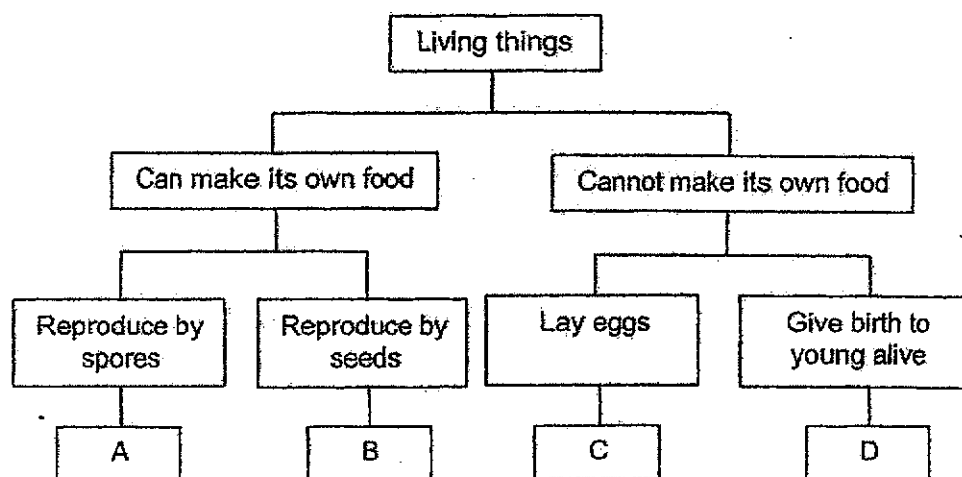 Living things
Can make its own food
Cannot make its own food
Reproduce by
spores
Reproduce by
seeds
Lay eggs
Give birth to
young alive
A
B
C
D